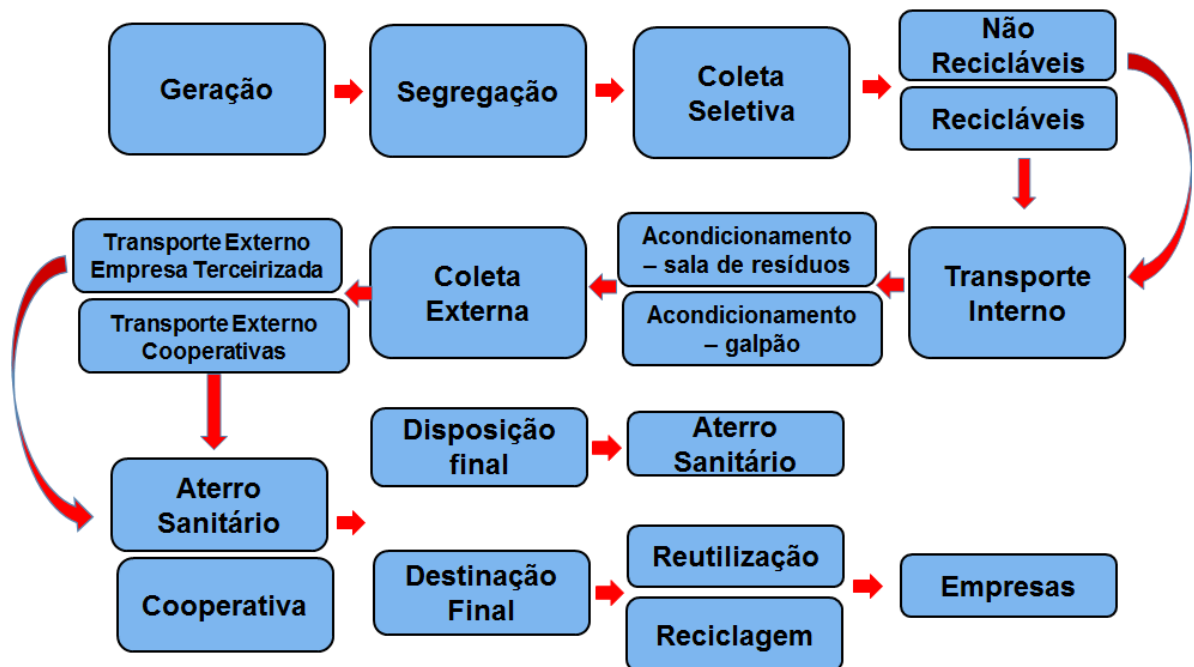 Geração
Segregação
Coleta
Seletiva
Não
Recicláveis
Recicláveis
Transporte Externo
Empresa Terceirizada
Transporte Externo
Cooperativas
Coleta
Externa
Acondicionamento
– sala de resíduos
Acondicionamento
– galpão
Transporte
Interno
Disposição
final
Aterro
Sanitário
Aterro
Sanitário
Cooperativa
Destinação
Final
Reutilização
Reciclagem
Empresas